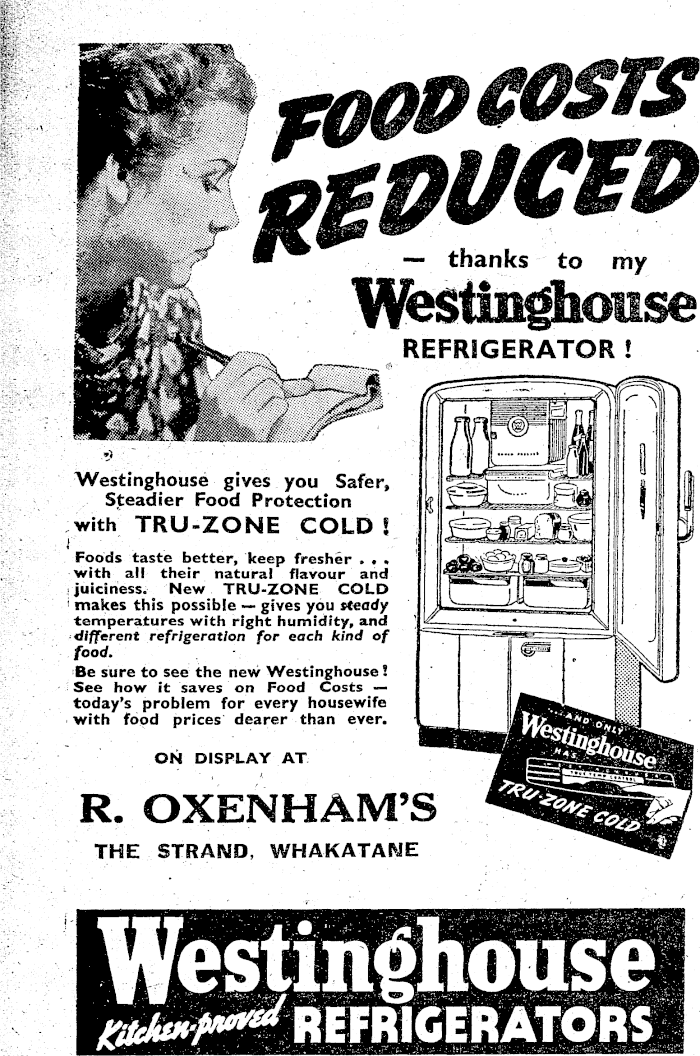 FOOD COSTS
REDUCED
— thanks to my
Westinghouse
REFRIGERATOR !
Westinghouse gives you Safer,
Steadier Food Protection
with TRU-ZONE COLD !
Foods taste better, keep fresher . . .
with all their natural flavour and
juiciness. New TRU-ZONE COLD
makes this possible — gives you steady
temperatures with right humidity, and
different refrigeration for each kind of
food.
Be sure to see the new Westinghouse !
See how it saves on Food Costs —
today's problem for every housewife
with food prices dearer than ever.
...AND ONLY
Westinghouse
HAS
TRU-ZONE COLD
ON DISPLAY AT
R. OXENHAM'S
THE STRAND, WHAKATANE
Westinghouse
Kitchen-proved REFRIGERATORS